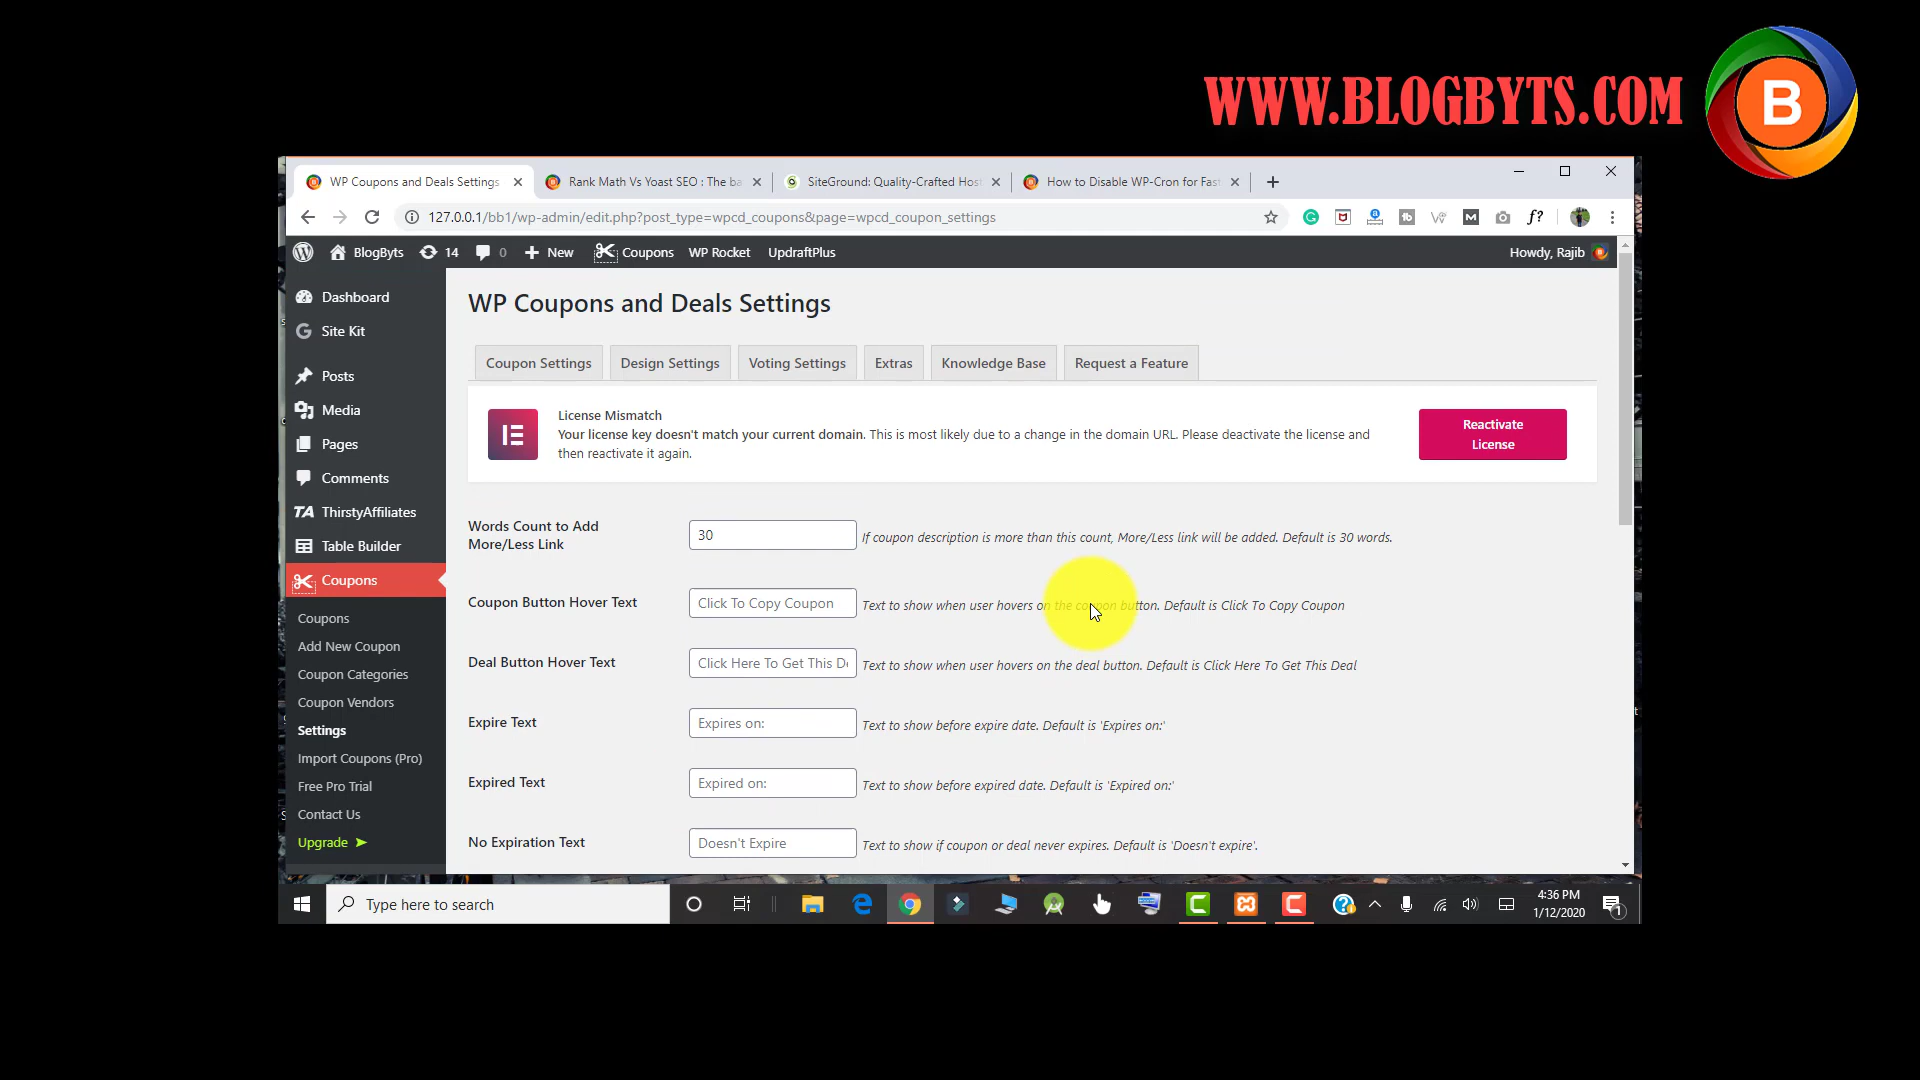 WWW.BLOGBYTS.COM
B
WP Coupons and Deals Settings
Rank Math Vs Yoast SEO : The ba
SiteGround: Quality-Crafted Hos
How to Disable WP-Cron for Fast
127.0.0.1/bb1/wp-admin/edit.php?post_type=wpcd_coupons&page=wpcd_coupon_settings
BlogByts 14 0 New Coupons WP Rocket UpdraftPlus Howdy, Rajib
Dashboard
Site Kit
Posts
Media
Pages
Comments
TA ThirstyAffiliates
Table Builder
Coupons
Coupons
Add New Coupon
Coupon Categories
Coupon Vendors
Settings
Import Coupons (Pro)
Free Pro Trial
Contact Us
Upgrade ➤
WP Coupons and Deals Settings
Coupon Settings Design Settings Voting Settings Extras Knowledge Base Request a Feature
License Mismatch
Your license key doesn't match your current domain. This is most likely due to a change in the domain URL. Please deactivate the license and
then reactivate it again.
Reactivate
License
Words Count to Add
More/Less Link
30
If coupon description is more than this count, More/Less link will be added. Default is 30 words.
Coupon Button Hover Text
Click To Copy Coupon
Text to show when user hovers on the coupon button. Default is Click To Copy Coupon
Deal Button Hover Text
Click Here To Get This De
Text to show when user hovers on the deal button. Default is Click Here To Get This Deal
Expire Text
Expires on:
Text to show before expire date. Default is 'Expires on:'
Expired Text
Expired on:
Text to show before expired date. Default is 'Expired on:'
No Expiration Text
Doesn't Expire
Text to show if coupon or deal never expires. Default is 'Doesn't expire'.
Type here to search
4:36 PM
1/12/2020
1